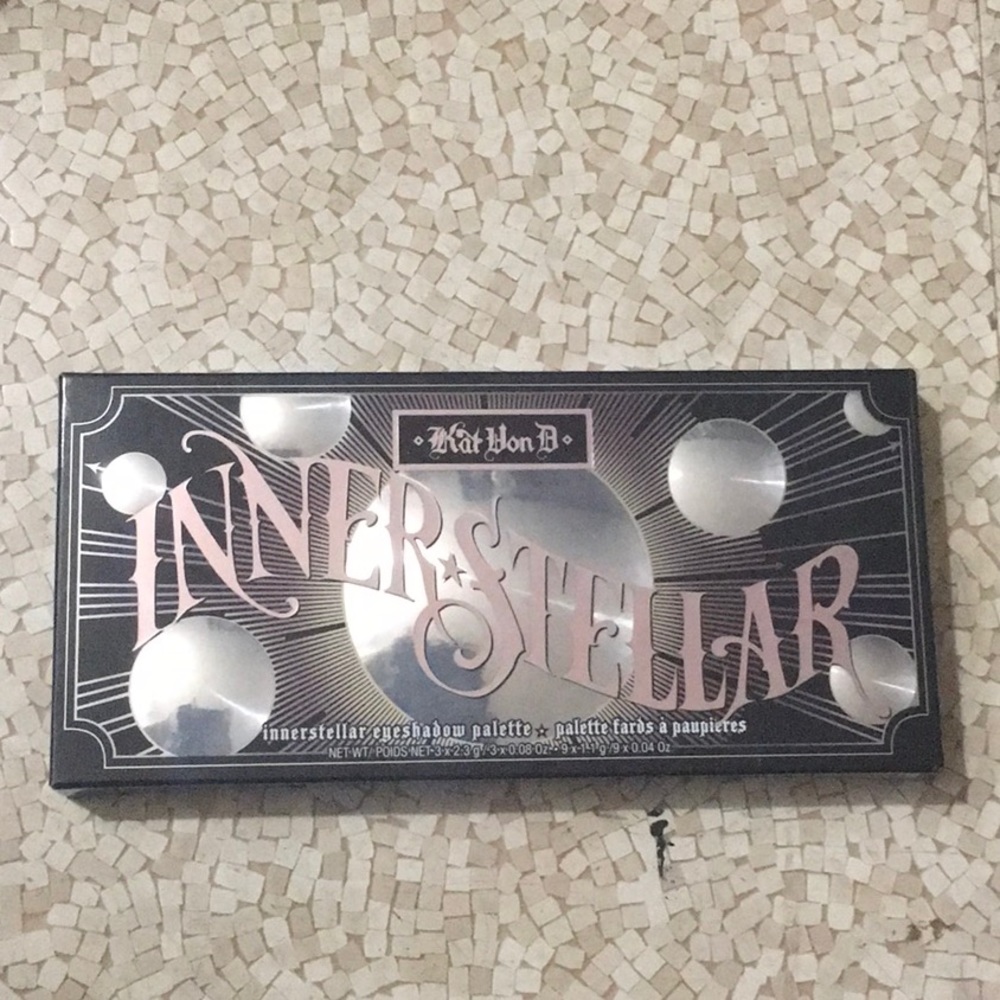 Kat Von D
INNER★STELLAR
innerstellar eyeshadow palette ★ palette fards à paupières
NET WT/ POIDS NET 3 x 2.3 g / 3 x 0.08 Oz • 9 x 1.1 g / 9 x 0.04 Oz